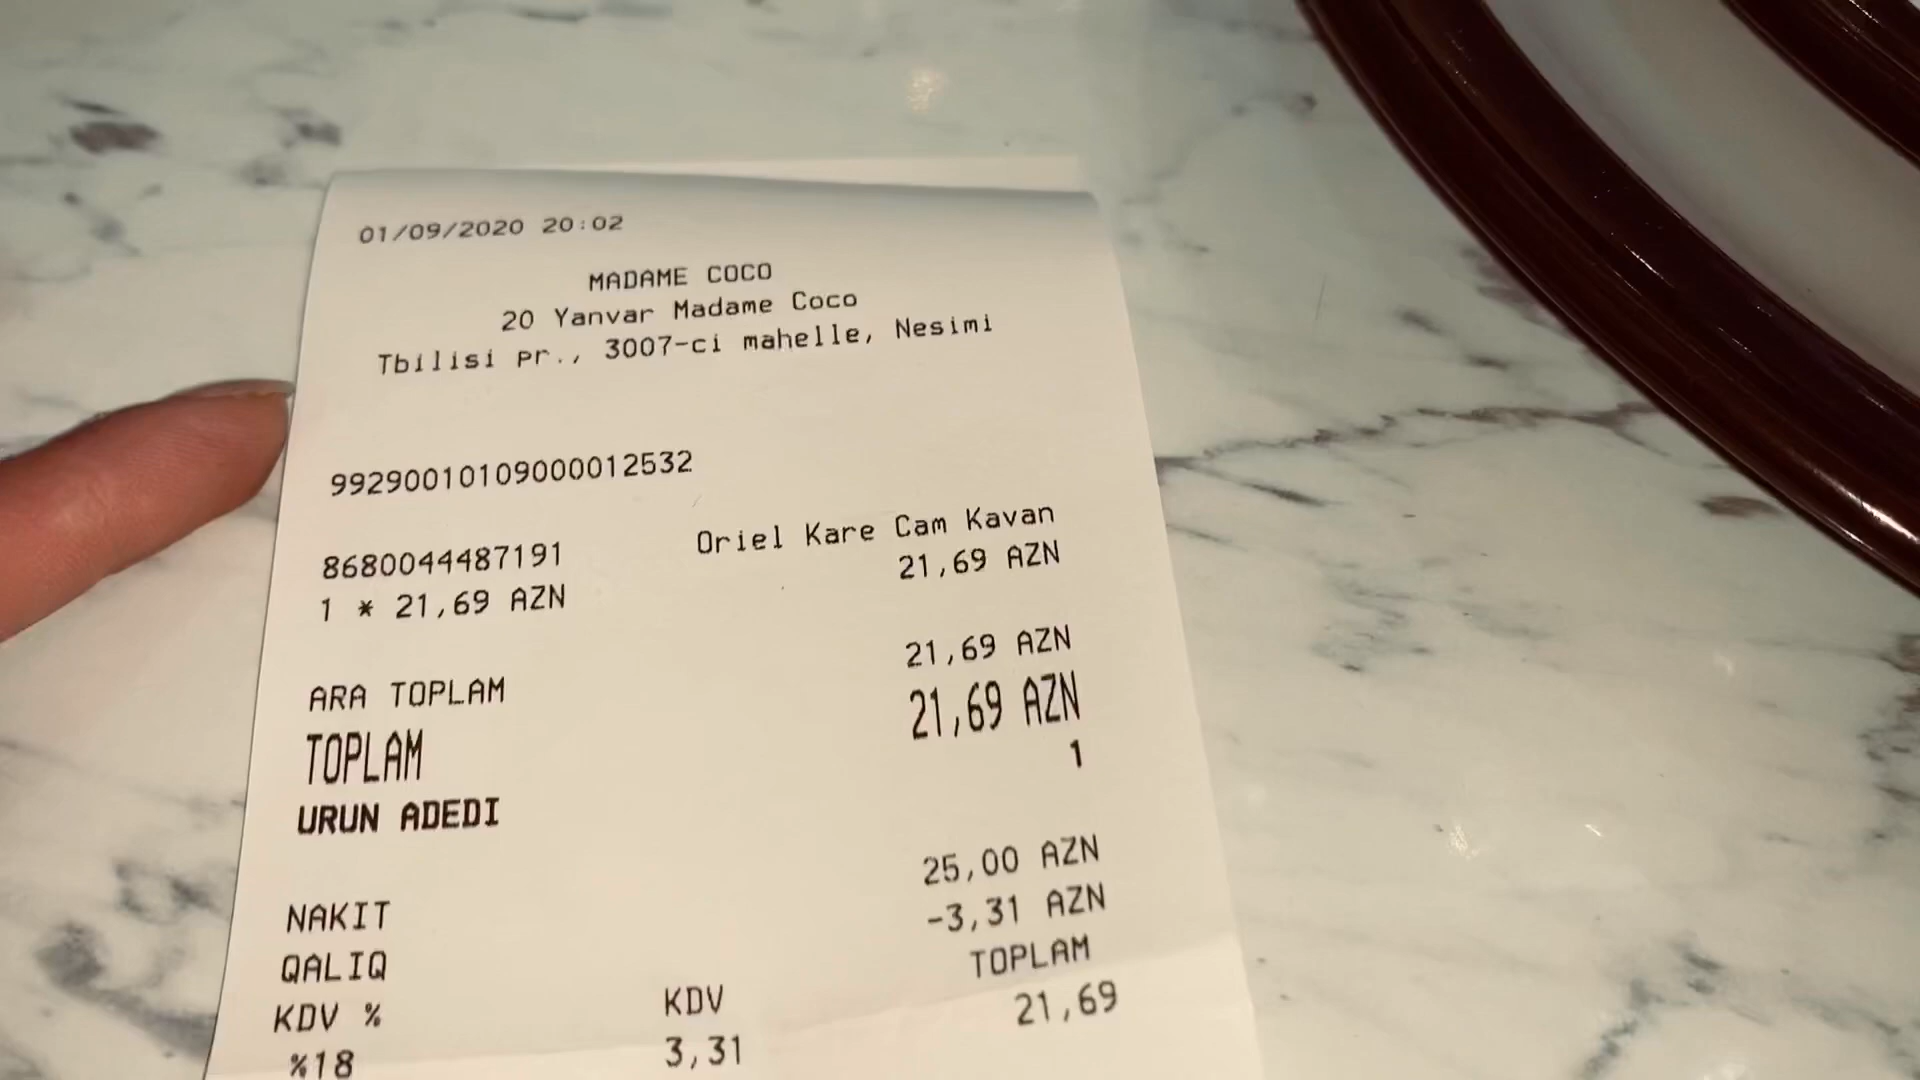 01/09/2020 20:02
MADAME COCO
20 Yanvar Madame Coco
Tbilisi pr., 3007-ci mahelle, Nesimi
99290010109000012532
8680044487191 Oriel Kare Cam Kavan
1 * 21,69 AZN 21,69 AZN
ARA TOPLAM 21,69 AZN
TOPLAM 21,69 AZN
URUN ADEDI 1
NAKIT 25,00 AZN
QALIQ -3,31 AZN
KDV % KDV TOPLAM
%18 3,31 21,69